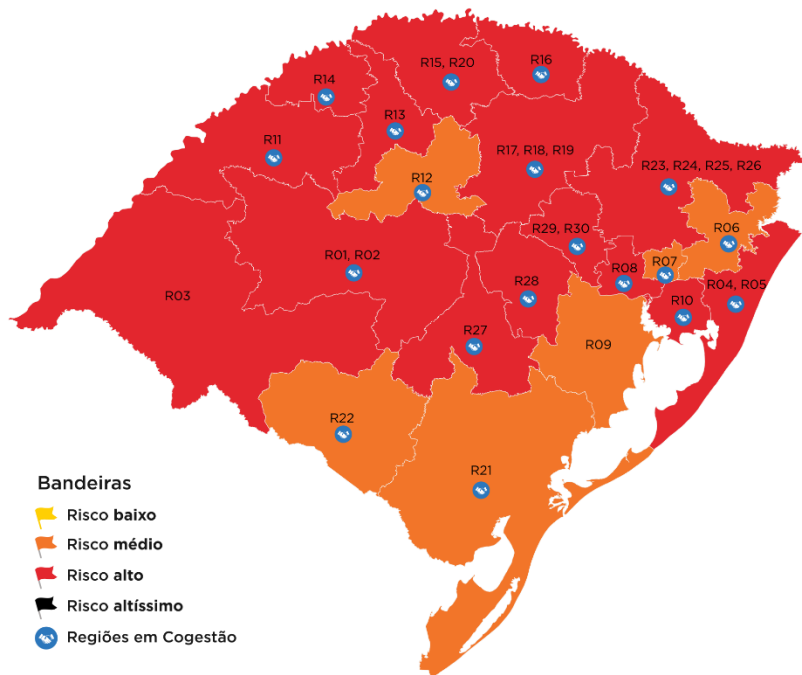 R16
R15, R20
R14
R13
R11
R17, R18, R19
R23, R24, R25, R26
R12
R06
R29, R30
R07
R01, R02
R08
R28
R04, R05
R03
R10
R27
R09
R22
R21
Bandeiras
Risco baixo
Risco médio
Risco alto
Risco altíssimo
Regiões em Cogestão